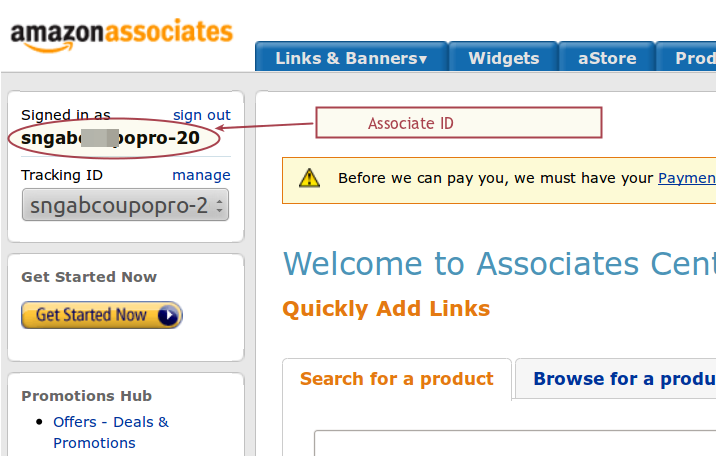 amazonassociates
Links & Banners▾ Widgets aStore Prod
Signed in as sign out
sngab popro-20
Associate ID
Tracking ID manage
sngabcoupopro-2
Before we can pay you, we must have your Paymen
Welcome to Associates Cent
Get Started Now
Quickly Add Links
Get Started Now
Search for a product Browse for a produ
Promotions Hub
• Offers - Deals &
Promotions